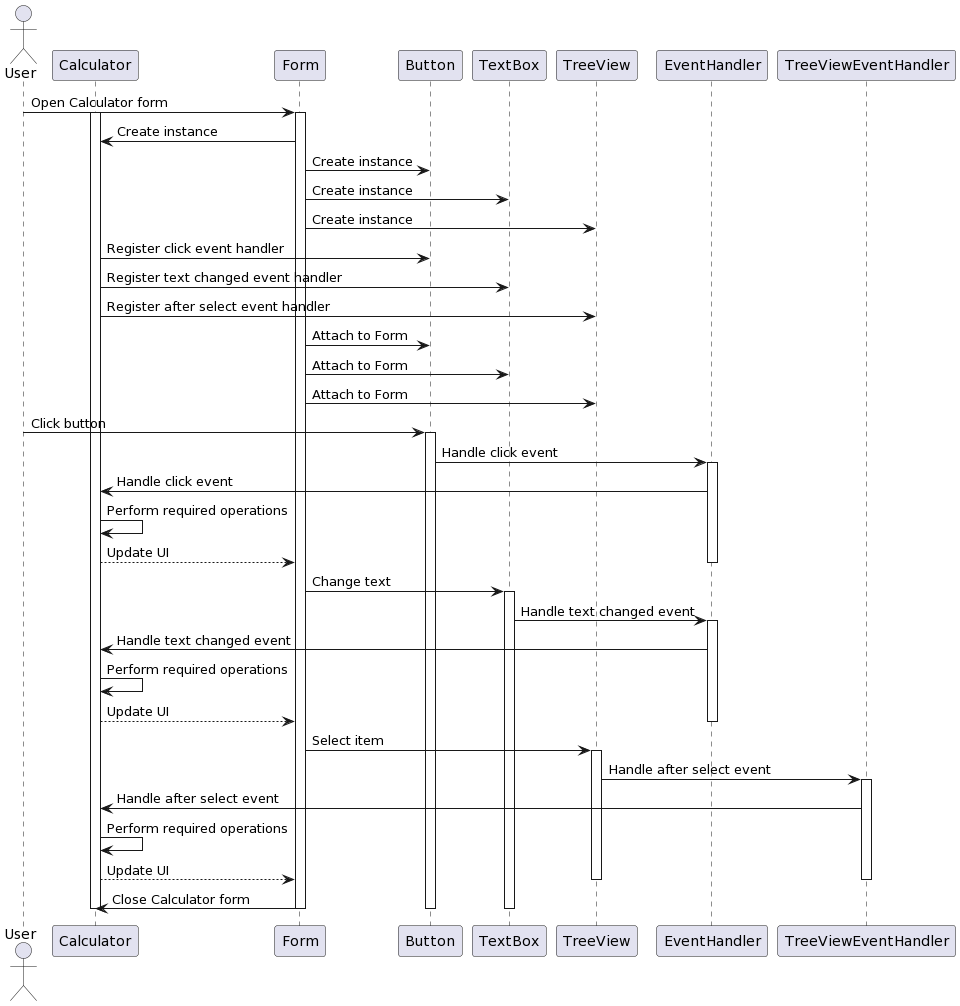 User
Calculator
Form
Button
TextBox
TreeView
EventHandler
TreeViewEventHandler
Open Calculator form
Create instance
Create instance
Create instance
Create instance
Register click event handler
Register text changed event handler
Register after select event handler
Attach to Form
Attach to Form
Attach to Form
Click button
Handle click event
Handle click event
Perform required operations
Update UI
Change text
Handle text changed event
Handle text changed event
Perform required operations
Update UI
Select item
Handle after select event
Handle after select event
Perform required operations
Update UI
Close Calculator form
User
Calculator
Form
Button
TextBox
TreeView
EventHandler
TreeViewEventHandler